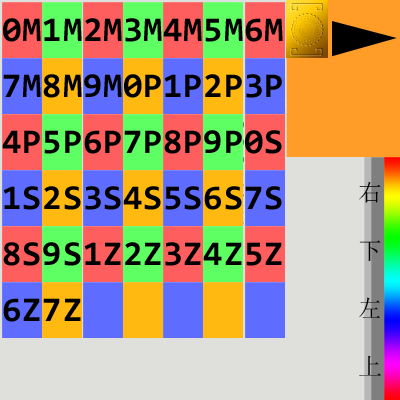 0M1M2M3M4M5M6M
7M8M9M0P1P2P3P
4P5P6P7P8P9P0S
1S2S3S4S5S6S7S
8S9S1Z2Z3Z4Z5Z
6Z7Z
右
下
左
上